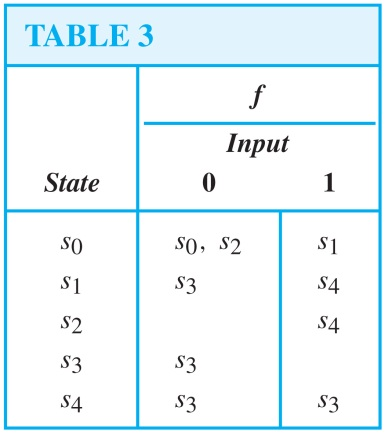 TABLE 3
f
Input
State 0 1
s0 s0, s2 s1
s1 s3 s4
s2 s4
s3 s3
s4 s3 s3